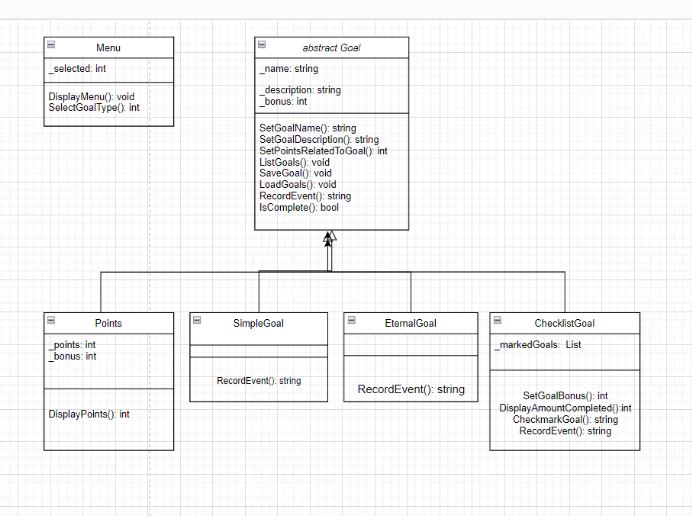 Menu
_selected: int
DisplayMenu(): void
SelectGoalType(): int
abstract Goal
_name: string
_description: string
_bonus: int
SetGoalName(): string
SetGoalDescription(): string
SetPointsRelatedToGoal(): int
ListGoals(): void
SaveGoal(): void
LoadGoals(): void
RecordEvent(): string
IsComplete(): bool
Points
_points: int
_bonus: int
DisplayPoints(): int
SimpleGoal
RecordEvent(): string
EternalGoal
RecordEvent(): string
ChecklistGoal
_markedGoals: List
SetGoalBonus(): int
DisplayAmountCompleted():int
CheckmarkGoal(): string
RecordEvent(): string